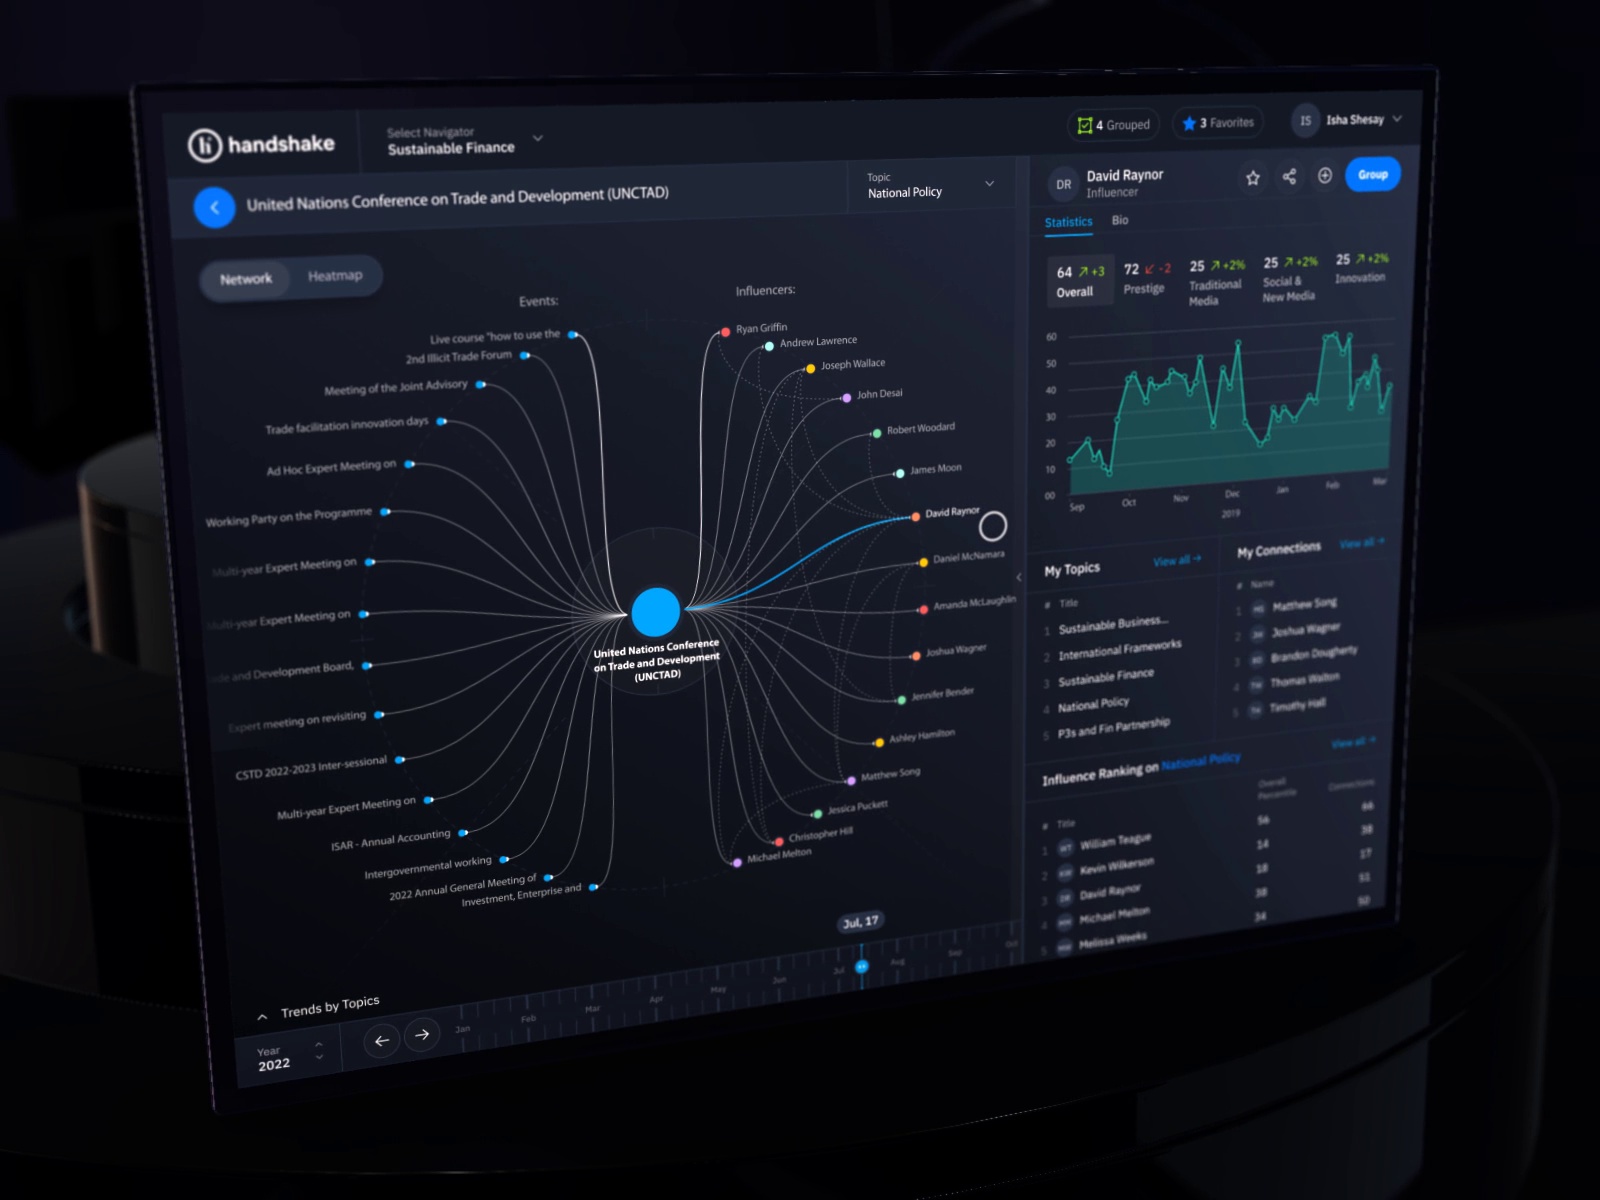 handshake
Select Navigator
Sustainable Finance
4 Grouped
3 Favorites
IS
Isha Shesay
United Nations Conference on Trade and Development (UNCTAD)
Topic
National Policy
Network
Heatmap
Events:
Live course "how to use the
2nd Illicit Trade Forum
Meeting of the Joint Advisory
Trade facilitation innovation days
Ad Hoc Expert Meeting on
Working Party on the Programme
Multi-year Expert Meeting on
Multi-year Expert Meeting on
and Development Board,
Expert meeting on revisiting
CSTD 2022-2023 Inter-sessional
Multi-year Expert Meeting on
ISAR - Annual Accounting
Intergovernmental working
2022 Annual General Meeting of
Investment, Enterprise and
Influencers:
Ryan Griffin
Andrew Lawrence
Joseph Wallace
John Desai
Robert Woodard
James Moon
David Raynor
Daniel McNamara
Amanda McLaughlin
Joshua Wagner
Jennifer Bender
Ashley Hamilton
Matthew Song
Jessica Puckett
Christopher Hill
Michael Melton
United Nations Conference
on Trade and Development
(UNCTAD)
Jul, 17
Trends by Topics
Year
2022
Jan
Feb
Mar
Apr
May
Jun
Jul
Aug
Sep
Oct
DR
David Raynor
Influencer
Group
Statistics
Bio
64 +3
Overall
72 -2
Prestige
25 +2%
Traditional
Media
25 +2%
Social &
New Media
25 +2%
Innovation
60
50
40
30
20
10
00
Sep
Oct
Nov
Dec
Jan
Feb
Mar
2019
My Topics
View all →
# Title
1 Sustainable Business...
2 International Frameworks
3 Sustainable Finance
4 National Policy
5 P3s and Fin Partnership
My Connections
View all →
# Name
1 Matthew Song
2 Joshua Wagner
3 Brandon Dougherty
4 Thomas Walton
5 Timothy Hall
View all →
Influence Ranking on National Policy
# Title
Overall
Percentile
Connections
1 WT William Teague 56 66
2 KW Kevin Wilkerson 14 38
3 DR David Raynor 18 17
4 MM Michael Melton 38 51
5 MW Melissa Weeks 34 50